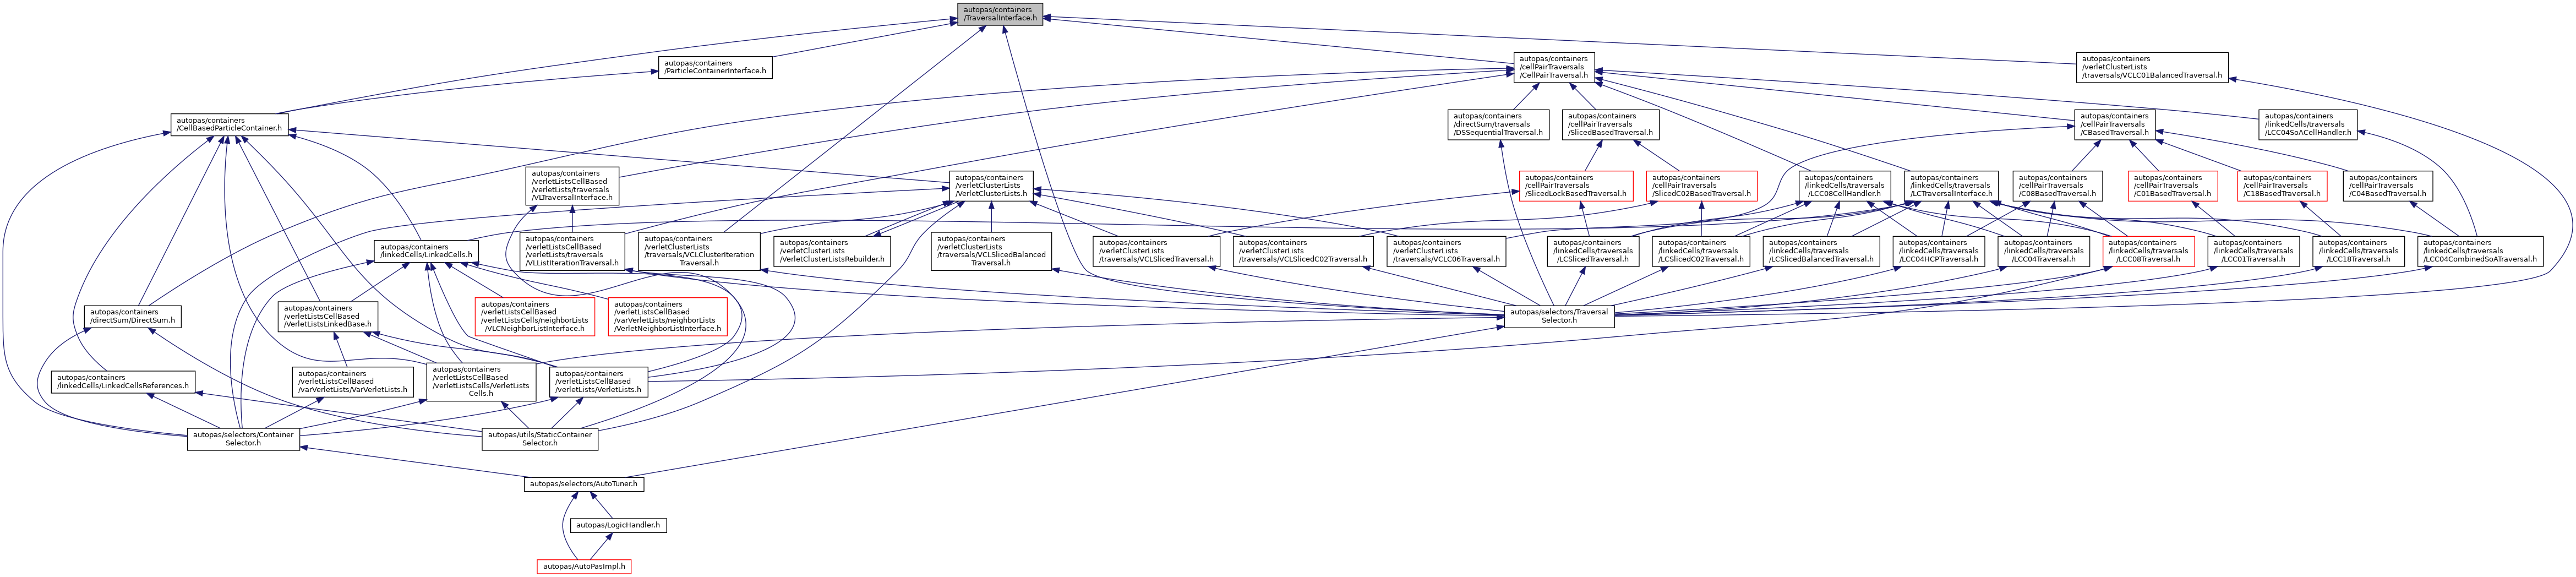 autopas/containers
/TraversalInterface.h
autopas/containers
/ParticleContainerInterface.h
autopas/containers
/cellPairTraversals
/CellPairTraversal.h
autopas/containers
/verletClusterLists
/traversals/VCLC01BalancedTraversal.h
autopas/containers
/CellBasedParticleContainer.h
autopas/containers
/directSum/traversals
/DSSequentialTraversal.h
autopas/containers
/cellPairTraversals
/SlicedBasedTraversal.h
autopas/containers
/cellPairTraversals
/CBasedTraversal.h
autopas/containers
/linkedCells/traversals
/LCC04SoACellHandler.h
autopas/containers
/verletListsCellBased
/verletLists/traversals
/VLTraversalInterface.h
autopas/containers
/verletClusterLists
/VerletClusterLists.h
autopas/containers
/cellPairTraversals
/SlicedLockBasedTraversal.h
autopas/containers
/cellPairTraversals
/SlicedC02BasedTraversal.h
autopas/containers
/linkedCells/traversals
/LCC08CellHandler.h
autopas/containers
/linkedCells/traversals
/LCTraversalInterface.h
autopas/containers
/cellPairTraversals
/C08BasedTraversal.h
autopas/containers
/cellPairTraversals
/C01BasedTraversal.h
autopas/containers
/cellPairTraversals
/C18BasedTraversal.h
autopas/containers
/cellPairTraversals
/C04BasedTraversal.h
autopas/containers
/linkedCells/LinkedCells.h
autopas/containers
/verletListsCellBased
/verletLists/traversals
/VLListIterationTraversal.h
autopas/containers
/verletClusterLists
/traversals/VCLClusterIteration
Traversal.h
autopas/containers
/verletClusterLists
/VerletClusterListsRebuilder.h
autopas/containers
/verletClusterLists
/traversals/VCLSlicedBalanced
Traversal.h
autopas/containers
/verletClusterLists
/traversals/VCLSlicedTraversal.h
autopas/containers
/verletClusterLists
/traversals/VCLSlicedC02Traversal.h
autopas/containers
/verletClusterLists
/traversals/VCLC06Traversal.h
autopas/containers
/linkedCells/traversals
/LCSlicedTraversal.h
autopas/containers
/linkedCells/traversals
/LCSlicedC02Traversal.h
autopas/containers
/linkedCells/traversals
/LCSlicedBalancedTraversal.h
autopas/containers
/linkedCells/traversals
/LCC04HCPTraversal.h
autopas/containers
/linkedCells/traversals
/LCC04Traversal.h
autopas/containers
/linkedCells/traversals
/LCC08Traversal.h
autopas/containers
/linkedCells/traversals
/LCC01Traversal.h
autopas/containers
/linkedCells/traversals
/LCC18Traversal.h
autopas/containers
/linkedCells/traversals
/LCC04CombinedSoATraversal.h
autopas/containers
/directSum/DirectSum.h
autopas/containers
/verletListsCellBased
/VerletListsLinkedBase.h
autopas/containers
/verletListsCellBased
/verletListsCells/neighborLists
/VLCNeighborListInterface.h
autopas/containers
/verletListsCellBased
/varVerletLists/neighborLists
/VerletNeighborListInterface.h
autopas/selectors/Traversal
Selector.h
autopas/containers
/linkedCells/LinkedCellsReferences.h
autopas/containers
/verletListsCellBased
/varVerletLists/VarVerletLists.h
autopas/containers
/verletListsCellBased
/verletListsCells/VerletLists
Cells.h
autopas/containers
/verletListsCellBased
/verletLists/VerletLists.h
autopas/selectors/Container
Selector.h
autopas/utils/StaticContainer
Selector.h
autopas/selectors/AutoTuner.h
autopas/LogicHandler.h
autopas/AutoPasImpl.h